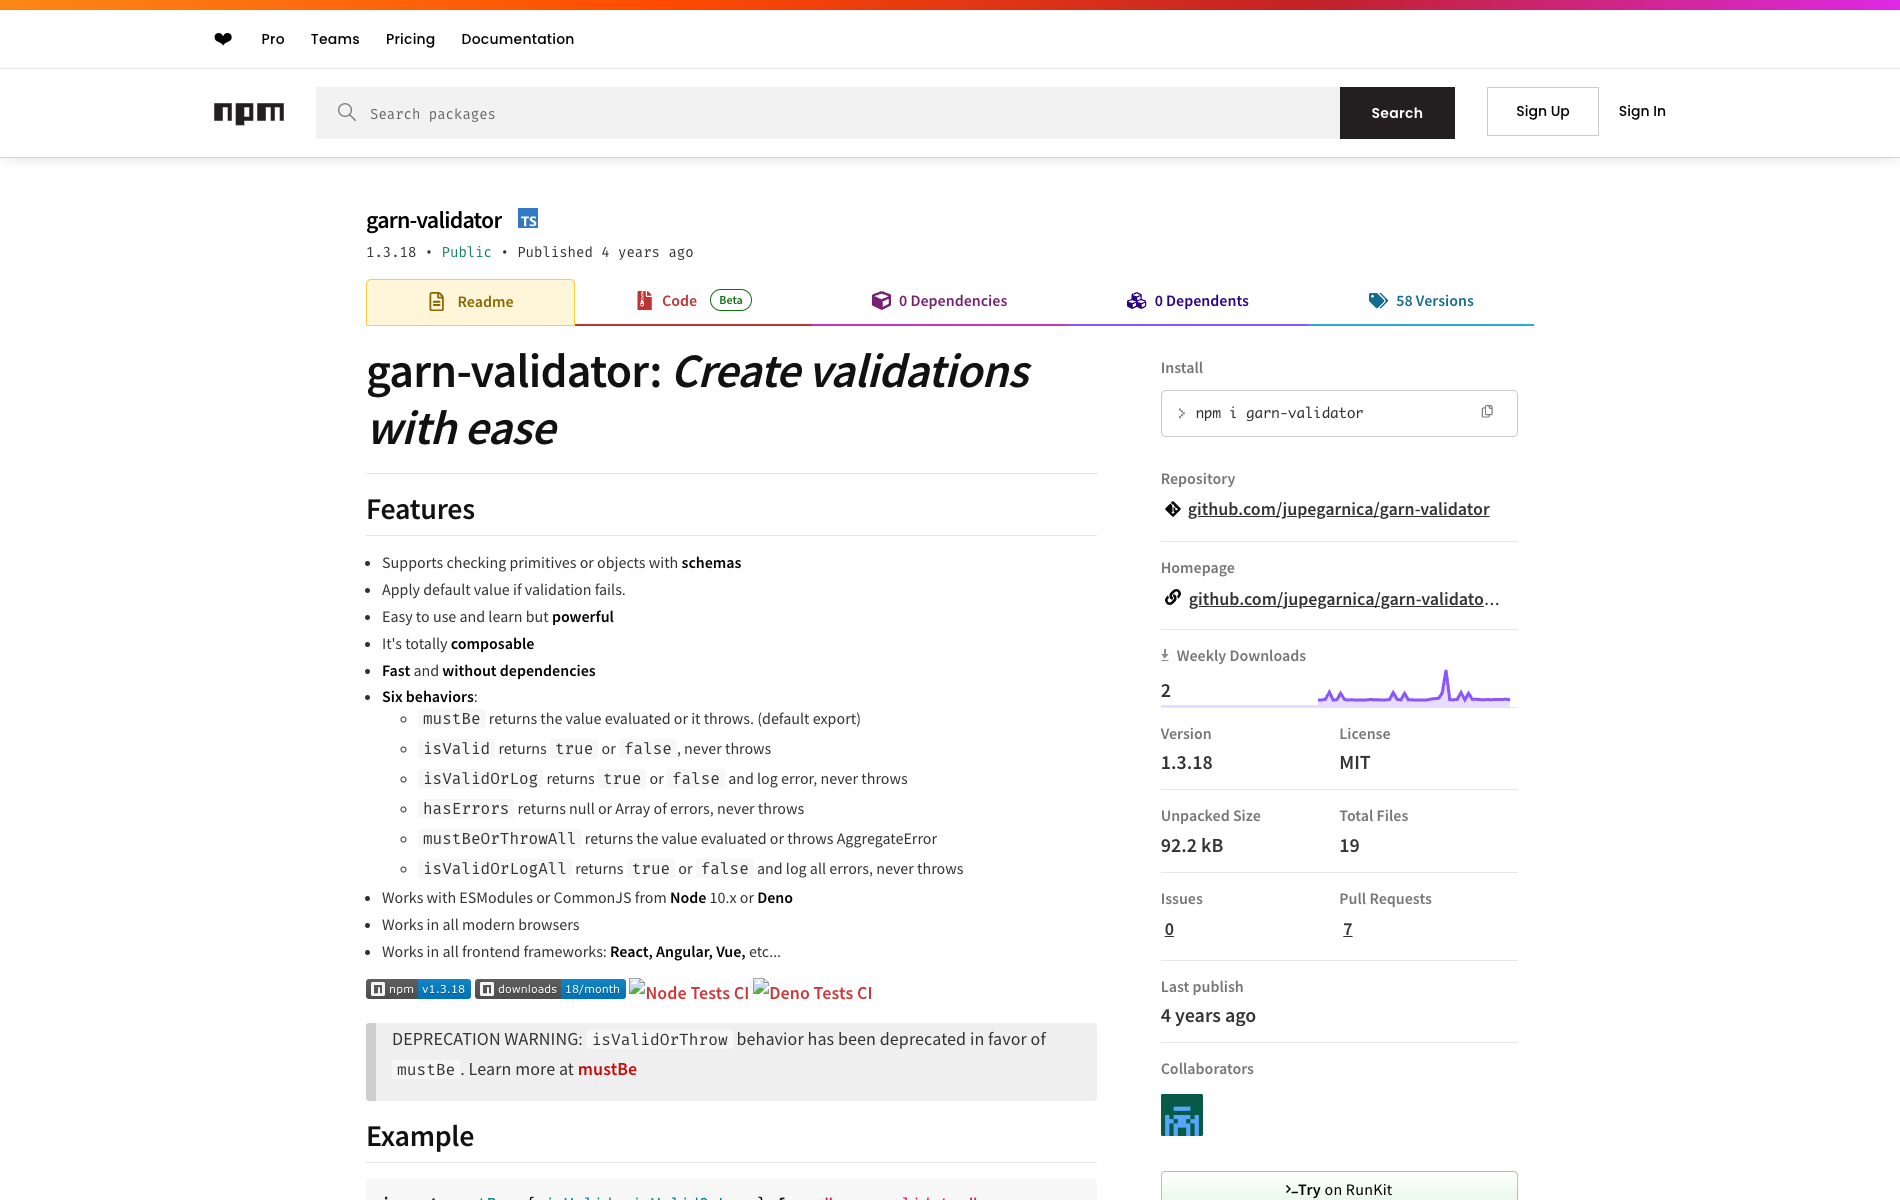 ❤ Pro Teams Pricing Documentation
npm Search packages Search Sign Up Sign In
garn-validator TS
1.3.18 • Public • Published 4 years ago
Readme Code Beta 0 Dependencies 0 Dependents 58 Versions
garn-validator: Create validations
with ease
Features
• Supports checking primitives or objects with schemas
• Apply default value if validation fails.
• Easy to use and learn but powerful
• It's totally composable
• Fast and without dependencies
• Six behaviors:
mustBe returns the value evaluated or it throws. (default export)
isValid returns true or false , never throws
isValidOrLog returns true or false and log error, never throws
hasErrors returns null or Array of errors, never throws
mustBeOrThrowAll returns the value evaluated or throws AggregateError
isValidOrLogAll returns true or false and log all errors, never throws
• Works with ESModules or CommonJS from Node 10.x or Deno
• Works in all modern browsers
• Works in all frontend frameworks: React, Angular, Vue, etc...
npm v1.3.18 downloads 18/month Node Tests CI Deno Tests CI
DEPRECATION WARNING: isValidOrThrow behavior has been deprecated in favor of
mustBe . Learn more at mustBe
Example
Install
> npm i garn-validator
Repository
github.com/jupegarnica/garn-validator
Homepage
github.com/jupegarnica/garn-validato...
Weekly Downloads
2
Version License
1.3.18 MIT
Unpacked Size Total Files
92.2 kB 19
Issues Pull Requests
0 7
Last publish
4 years ago
Collaborators
>-Try on RunKit